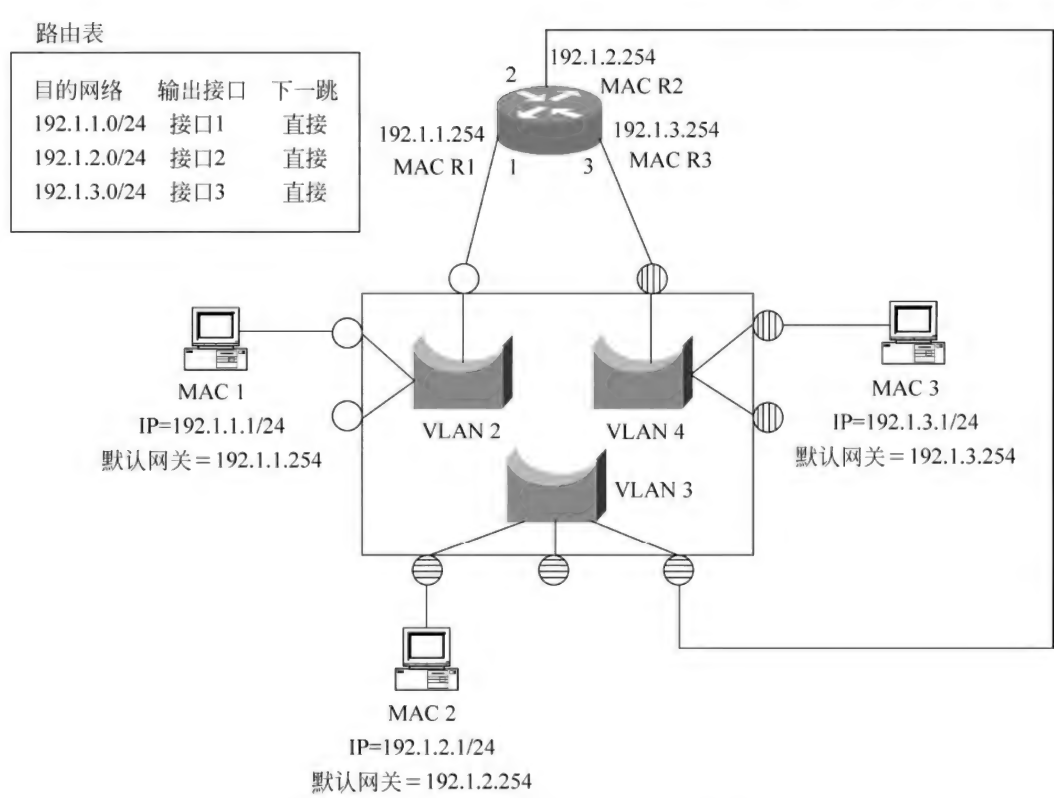 路由表
目的网络 输出接口 下一跳
192.1.1.0/24 接口1 直接
192.1.2.0/24 接口2 直接
192.1.3.0/24 接口3 直接
2
192.1.2.254
MAC R2
192.1.1.254
MAC R1
1
3
192.1.3.254
MAC R3
MAC 1
IP=192.1.1.1/24
默认网关=192.1.1.254
VLAN 2
VLAN 4
MAC 3
IP=192.1.3.1/24
默认网关=192.1.3.254
VLAN 3
MAC 2
IP=192.1.2.1/24
默认网关=192.1.2.254